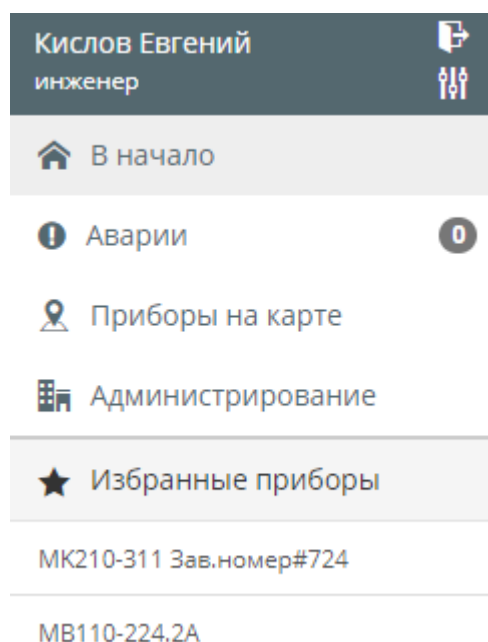 Кислов Евгений
инженер
В начало
Аварии 0
Приборы на карте
Администрирование
Избранные приборы
МК210-311 Зав.номер#724
МВ110-224.2А